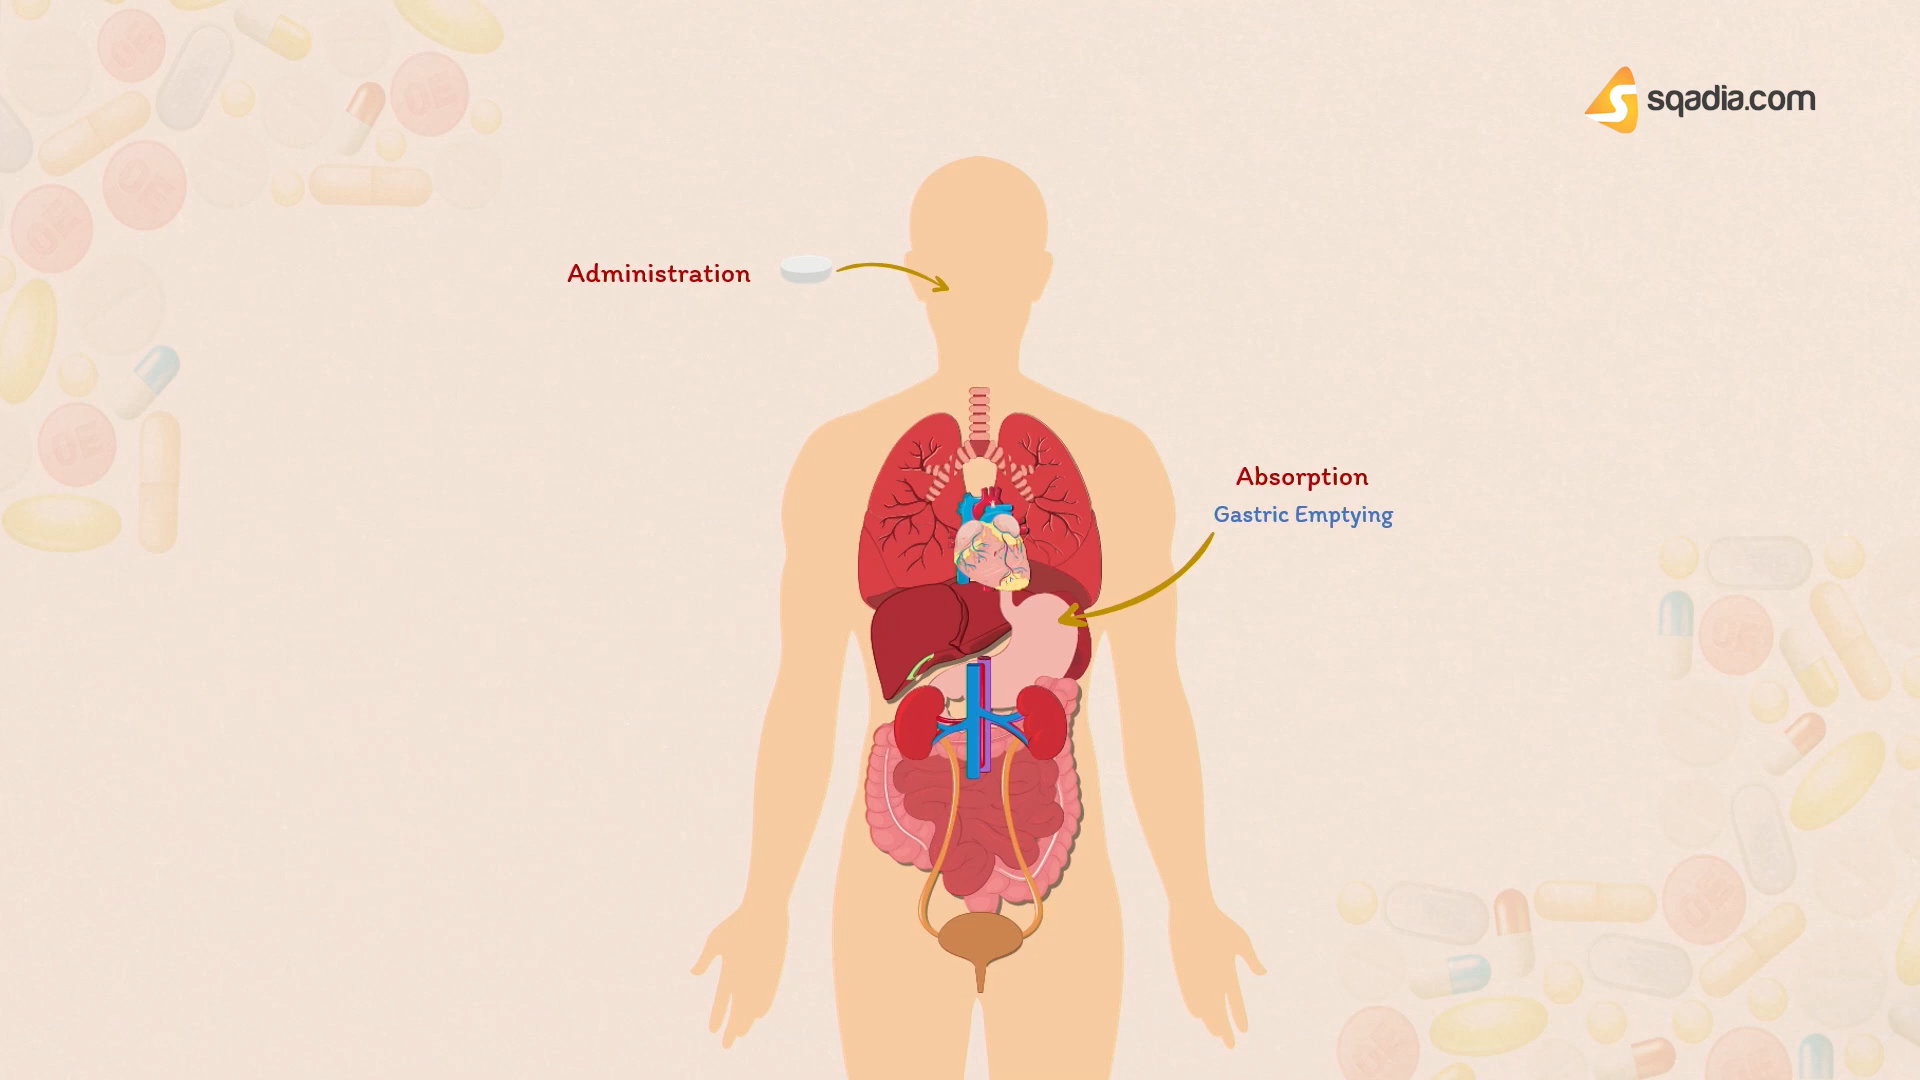 sqadia.com
Administration
Absorption
Gastric Emptying